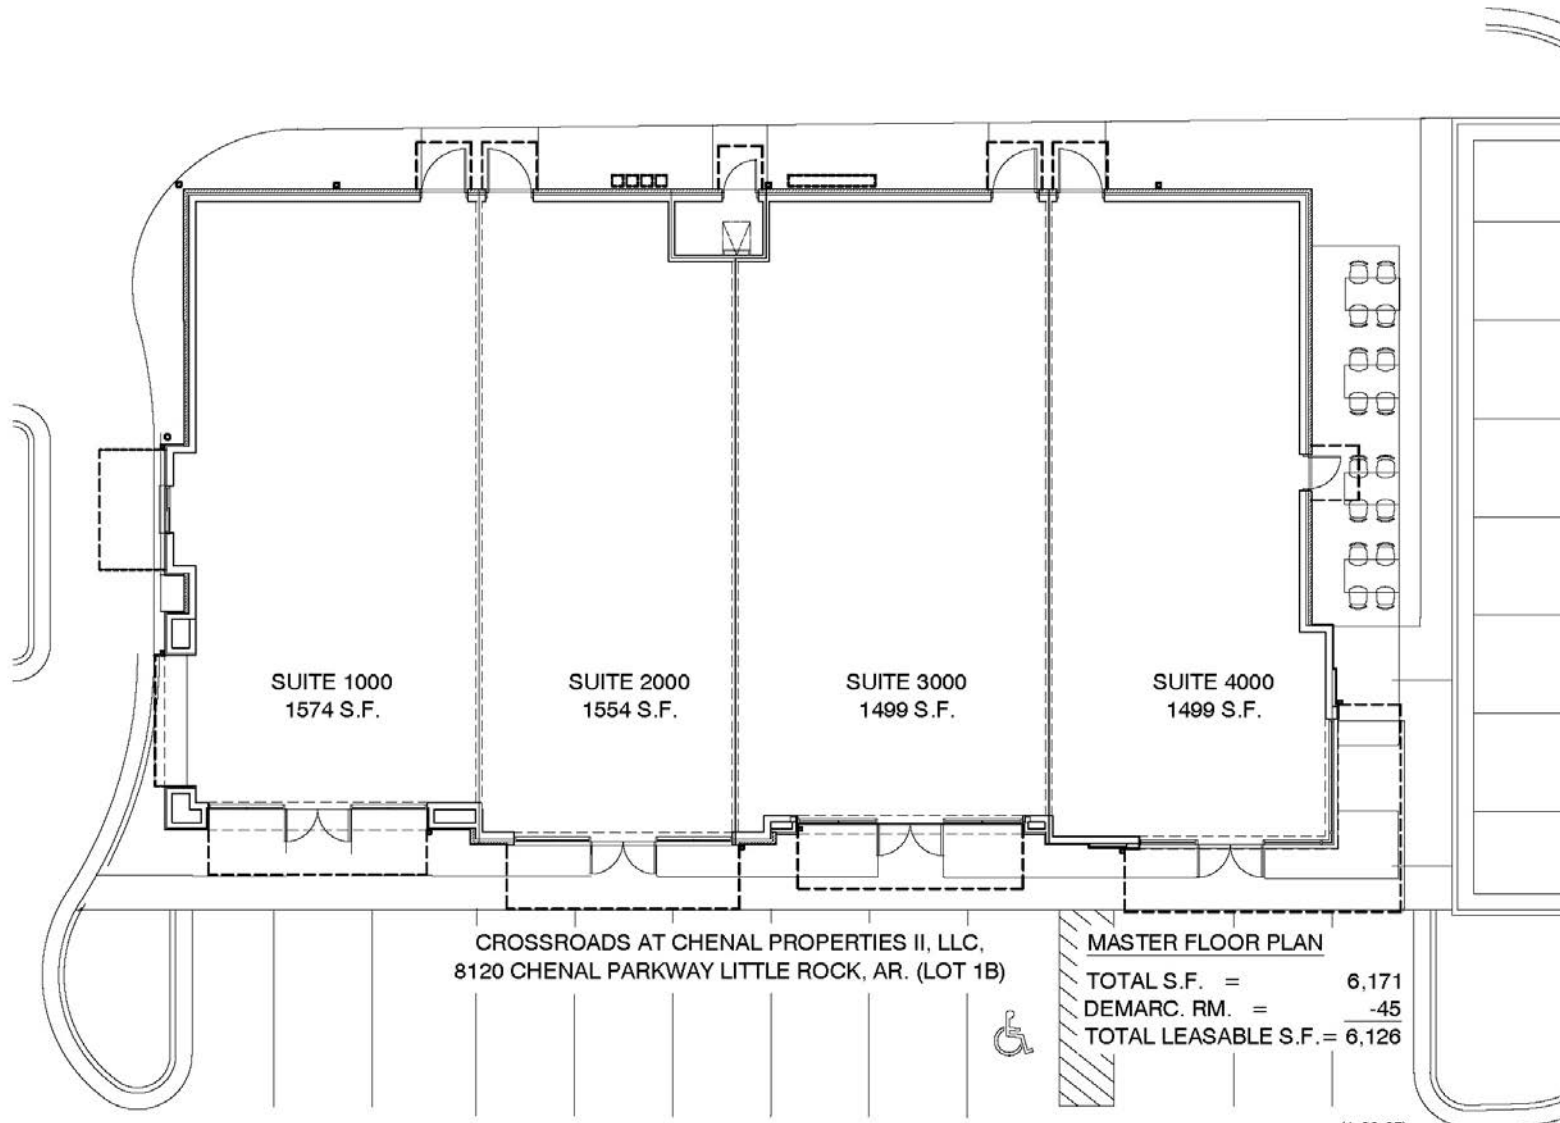 SUITE 1000
1574 S.F.
SUITE 2000
1554 S.F.
SUITE 3000
1499 S.F.
SUITE 4000
1499 S.F.
CROSSROADS AT CHENAL PROPERTIES II, LLC,
8120 CHENAL PARKWAY LITTLE ROCK, AR. (LOT 1B)
MASTER FLOOR PLAN
TOTAL S.F. = 6,171
DEMARC. RM. = -45
TOTAL LEASABLE S.F.= 6,126